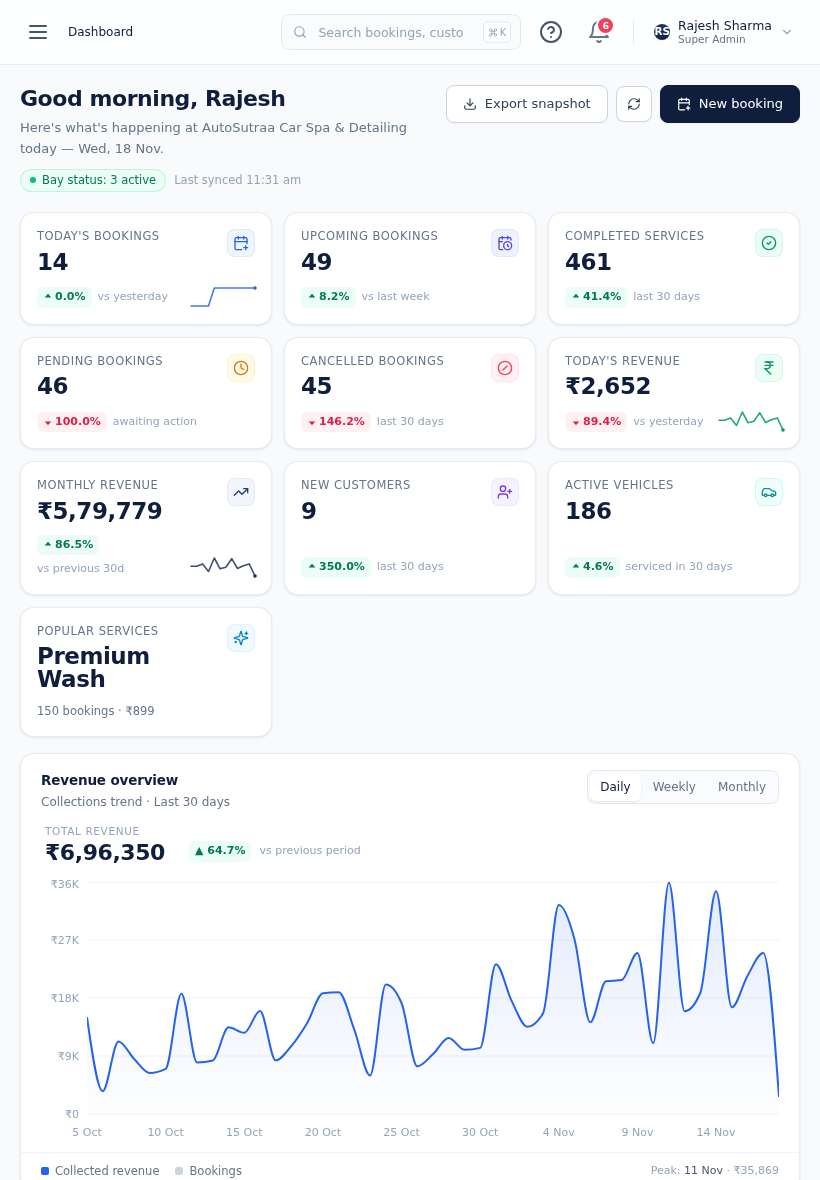 Dashboard
Search bookings, custo
⌘K
6
RS
Rajesh Sharma
Super Admin
Good morning, Rajesh
Here's what's happening at AutoSutraa Car Spa & Detailing
today — Wed, 18 Nov.
Export snapshot
New booking
Bay status: 3 active
Last synced 11:31 am
TODAY'S BOOKINGS
14
0.0% vs yesterday
UPCOMING BOOKINGS
49
8.2% vs last week
COMPLETED SERVICES
461
41.4% last 30 days
PENDING BOOKINGS
46
100.0% awaiting action
CANCELLED BOOKINGS
45
146.2% last 30 days
TODAY'S REVENUE
₹2,652
89.4% vs yesterday
MONTHLY REVENUE
₹5,79,779
86.5%
vs previous 30d
NEW CUSTOMERS
9
350.0% last 30 days
ACTIVE VEHICLES
186
4.6% serviced in 30 days
POPULAR SERVICES
Premium
Wash
150 bookings · ₹899
Revenue overview
Collections trend · Last 30 days
Daily Weekly Monthly
TOTAL REVENUE
₹6,96,350
▲ 64.7% vs previous period
₹36K
₹27K
₹18K
₹9K
₹0
5 Oct 10 Oct 15 Oct 20 Oct 25 Oct 30 Oct 4 Nov 9 Nov 14 Nov
Collected revenue Bookings
Peak: 11 Nov · ₹35,869